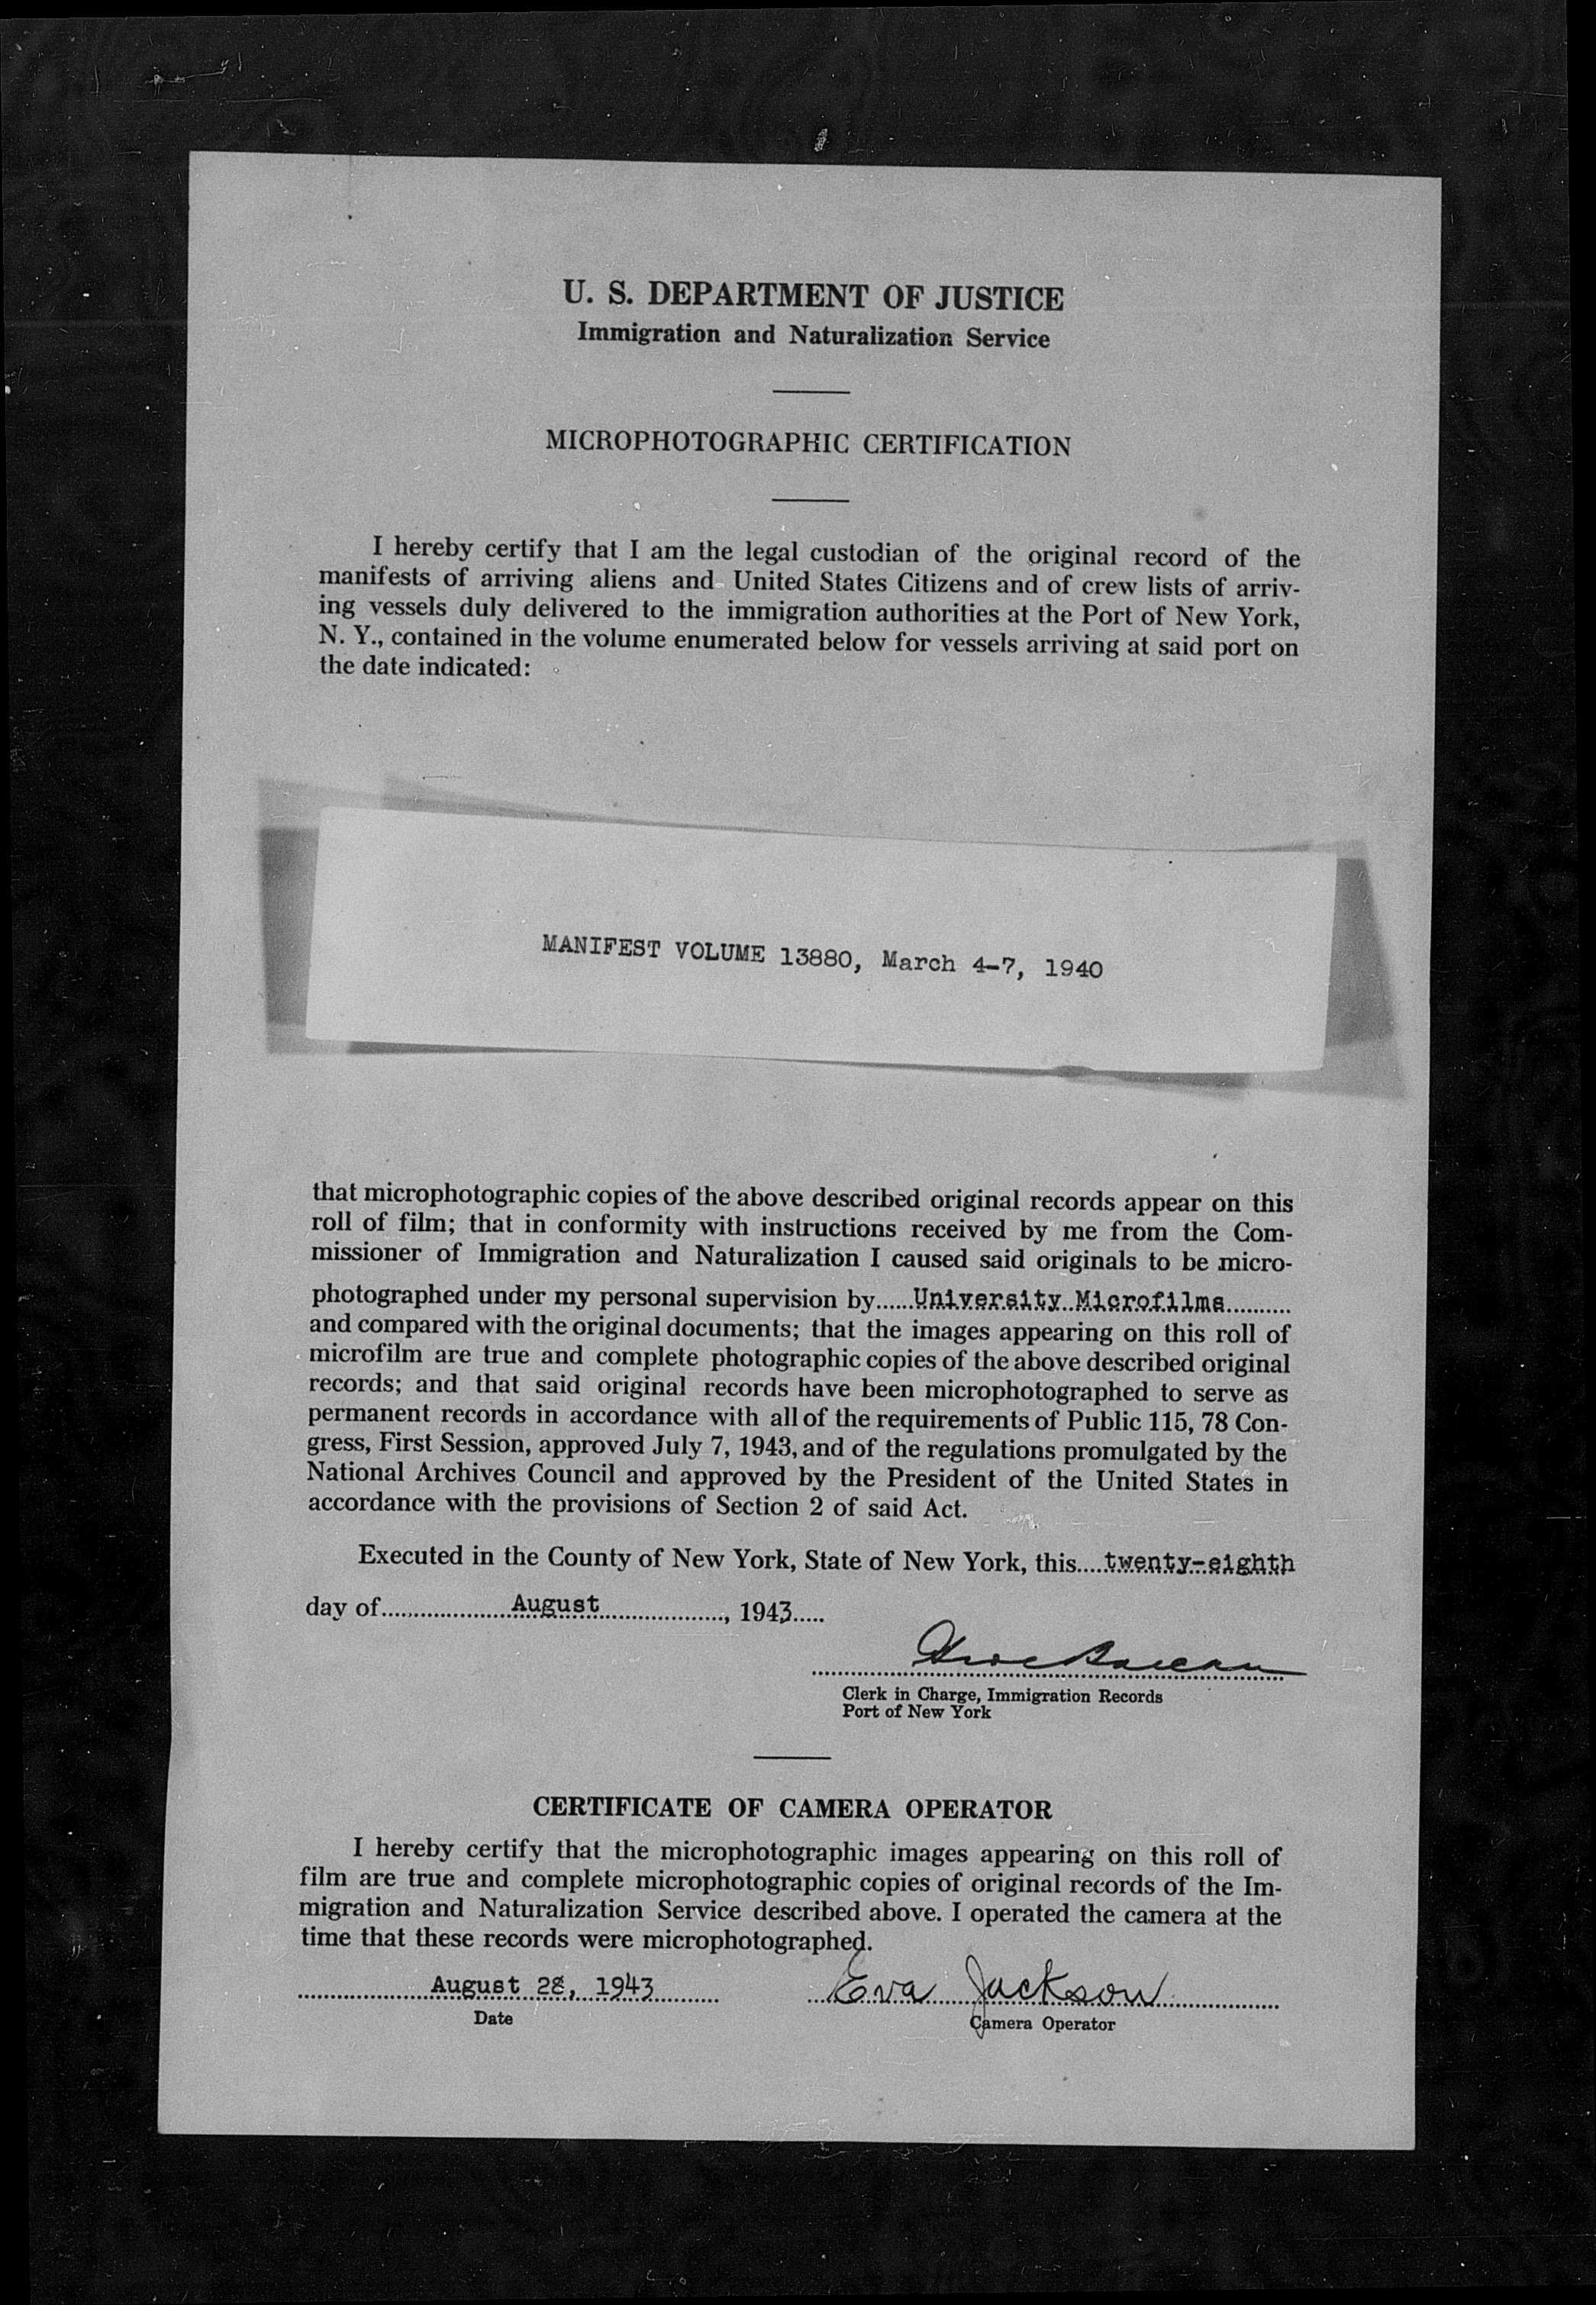 U. S. DEPARTMENT OF JUSTICE
Immigration and Naturalization Service
MICROPHOTOGRAPHIC CERTIFICATION
I hereby certify that I am the legal custodian of the original record of the
manifests of arriving aliens and United States Citizens and of crew lists of arriv-
ing vessels duly delivered to the immigration authorities at the Port of New York,
N. Y., contained in the volume enumerated below for vessels arriving at said port on
the date indicated:
MANIFEST VOLUME 13880, March 4-7, 1940
that microphotographic copies of the above described original records appear on this
roll of film; that in conformity with instructions received by me from the Com-
missioner of Immigration and Naturalization I caused said originals to be micro-
photographed under my personal supervision by......University Microfilms..........
and compared with the original documents; that the images appearing on this roll of
microfilm are true and complete photographic copies of the above described original
records; and that said original records have been microphotographed to serve as
permanent records in accordance with all of the requirements of Public 115, 78 Con-
gress, First Session, approved July 7, 1943, and of the regulations promulgated by the
National Archives Council and approved by the President of the United States in
accordance with the provisions of Section 2 of said Act.
Executed in the County of New York, State of New York, this.....twenty-eighth
day of.....................August....................., 1943.....
Clerk in Charge, Immigration Records
Port of New York
CERTIFICATE OF CAMERA OPERATOR
I hereby certify that the microphotographic images appearing on this roll of
film are true and complete microphotographic copies of original records of the Im-
migration and Naturalization Service described above. I operated the camera at the
time that these records were microphotographed.
August 28, 1943 Eva Jackson
Date Camera Operator